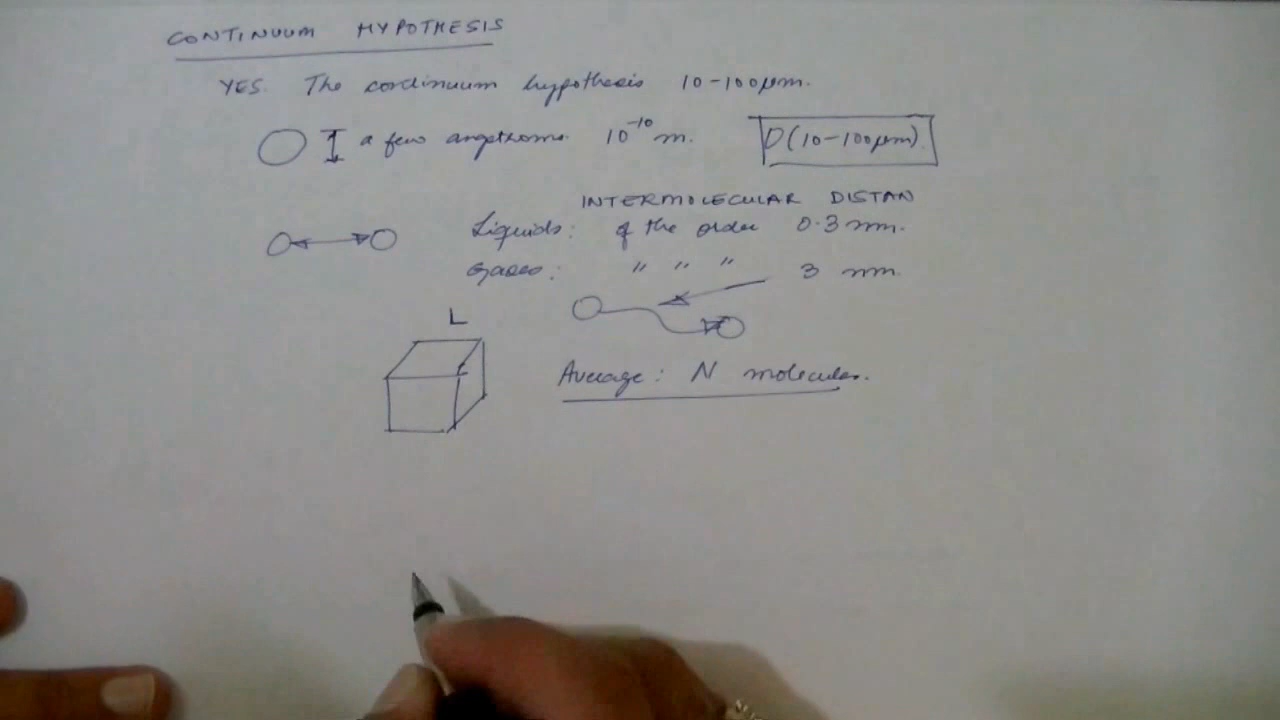 CONTINUUM HYPOTHESIS
YES. The continuum hypothesis 10-100μm.
a few angsthoms. 10⁻¹⁰ m. D(10-100μm).
INTERMOLECULAR DISTAN
Liquids: of the order 0.3 nm.
Gases: " " " 3 nm.
L
Average: N molecules.